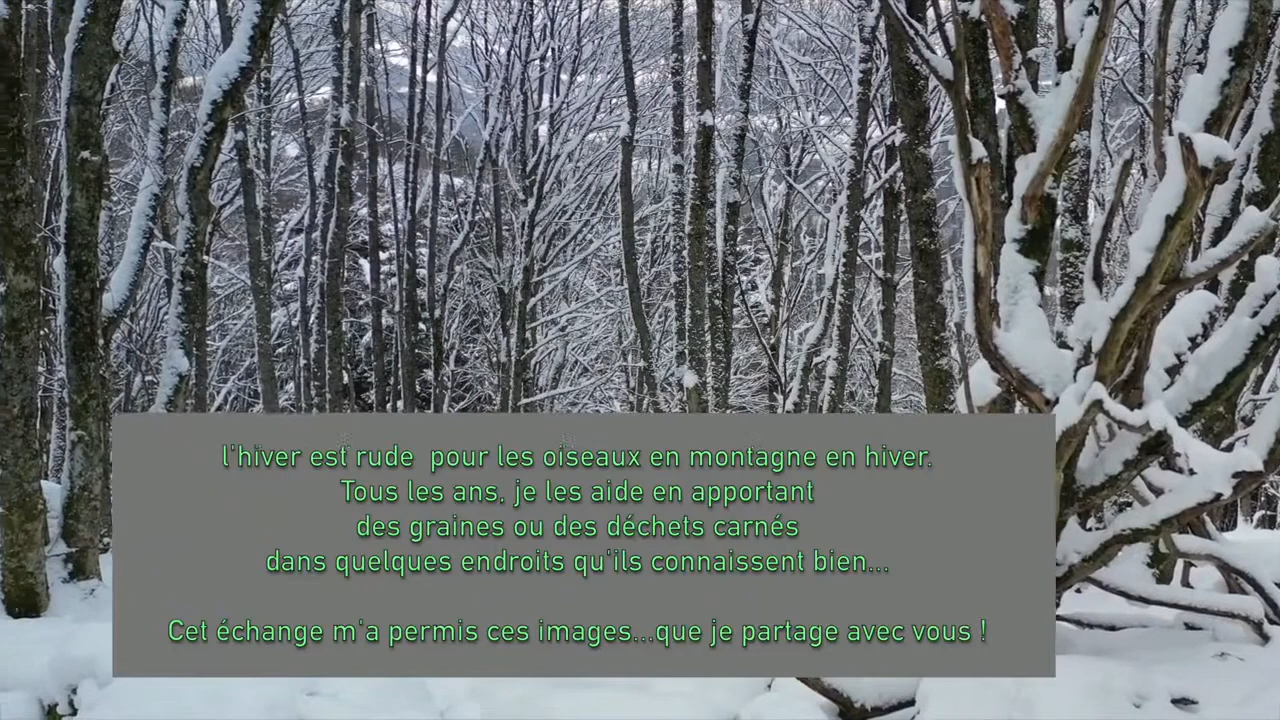 l'hiver est rude  pour les oiseaux en montagne en hiver.
Tous les ans, je les aide en apportant
des graines ou des déchets carnés
dans quelques endroits qu'ils connaissent bien...
Cet échange m'a permis ces images...que je partage avec vous !